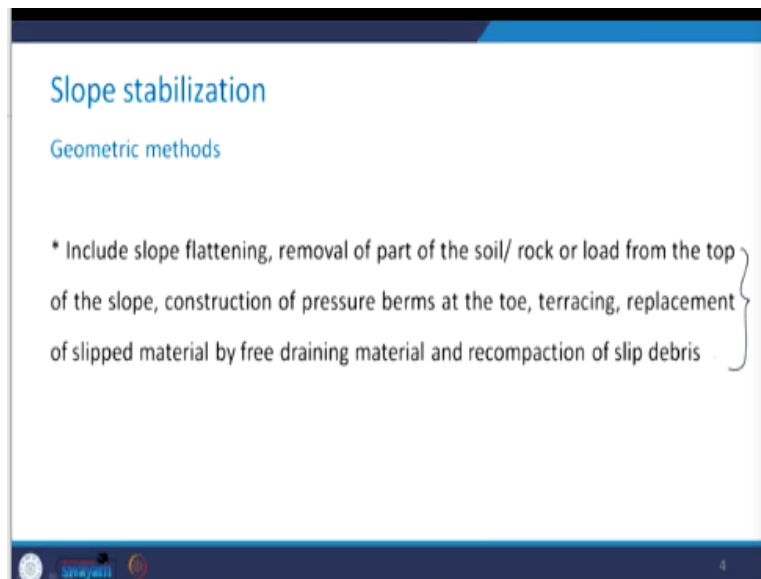 Slope stabilization
Geometric methods
* Include slope flattening, removal of part of the soil/ rock or load from the top
of the slope, construction of pressure berms at the toe, terracing, replacement
of slipped material by free draining material and recompaction of slip debris
swayam
4